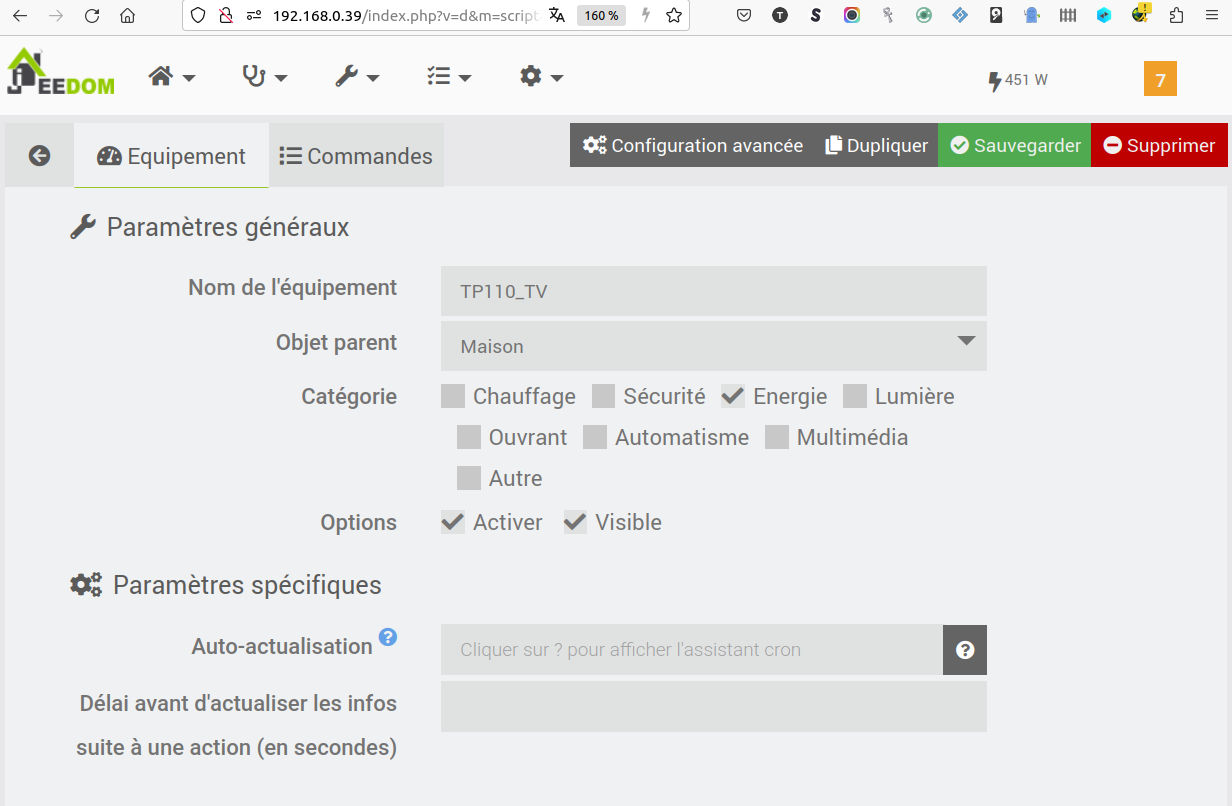 192.168.0.39/index.php?v=d&m=script
160 %
JEEDOM
451 W
7
Equipement
Commandes
Configuration avancée
Dupliquer
Sauvegarder
Supprimer
Paramètres généraux
Nom de l'équipement
TP110_TV
Objet parent
Maison
Catégorie
Chauffage Sécurité Energie Lumière
Ouvrant Automatisme Multimédia
Autre
Options
Activer Visible
Paramètres spécifiques
Auto-actualisation ?
Cliquer sur ? pour afficher l'assistant cron
?
Délai avant d'actualiser les infos
suite à une action (en secondes)